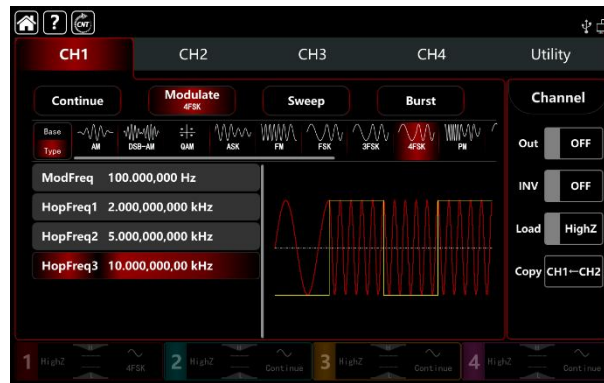 ? CNT
CH1 CH2 CH3 CH4 Utility
Continue Modulate 4FSK Sweep Burst Channel
Base Type AM DSB-AM QAM ASK FM FSK 3FSK 4FSK PM
Out OFF
ModFreq 100.000,000 Hz
INV OFF
HopFreq1 2.000,000,000 kHz
Load HighZ
HopFreq2 5.000,000,000 kHz
HopFreq3 10.000,000,00 kHz
Copy CH1←CH2
1 HighZ 4FSK 2 HighZ Continue 3 HighZ Continue 4 HighZ Continue